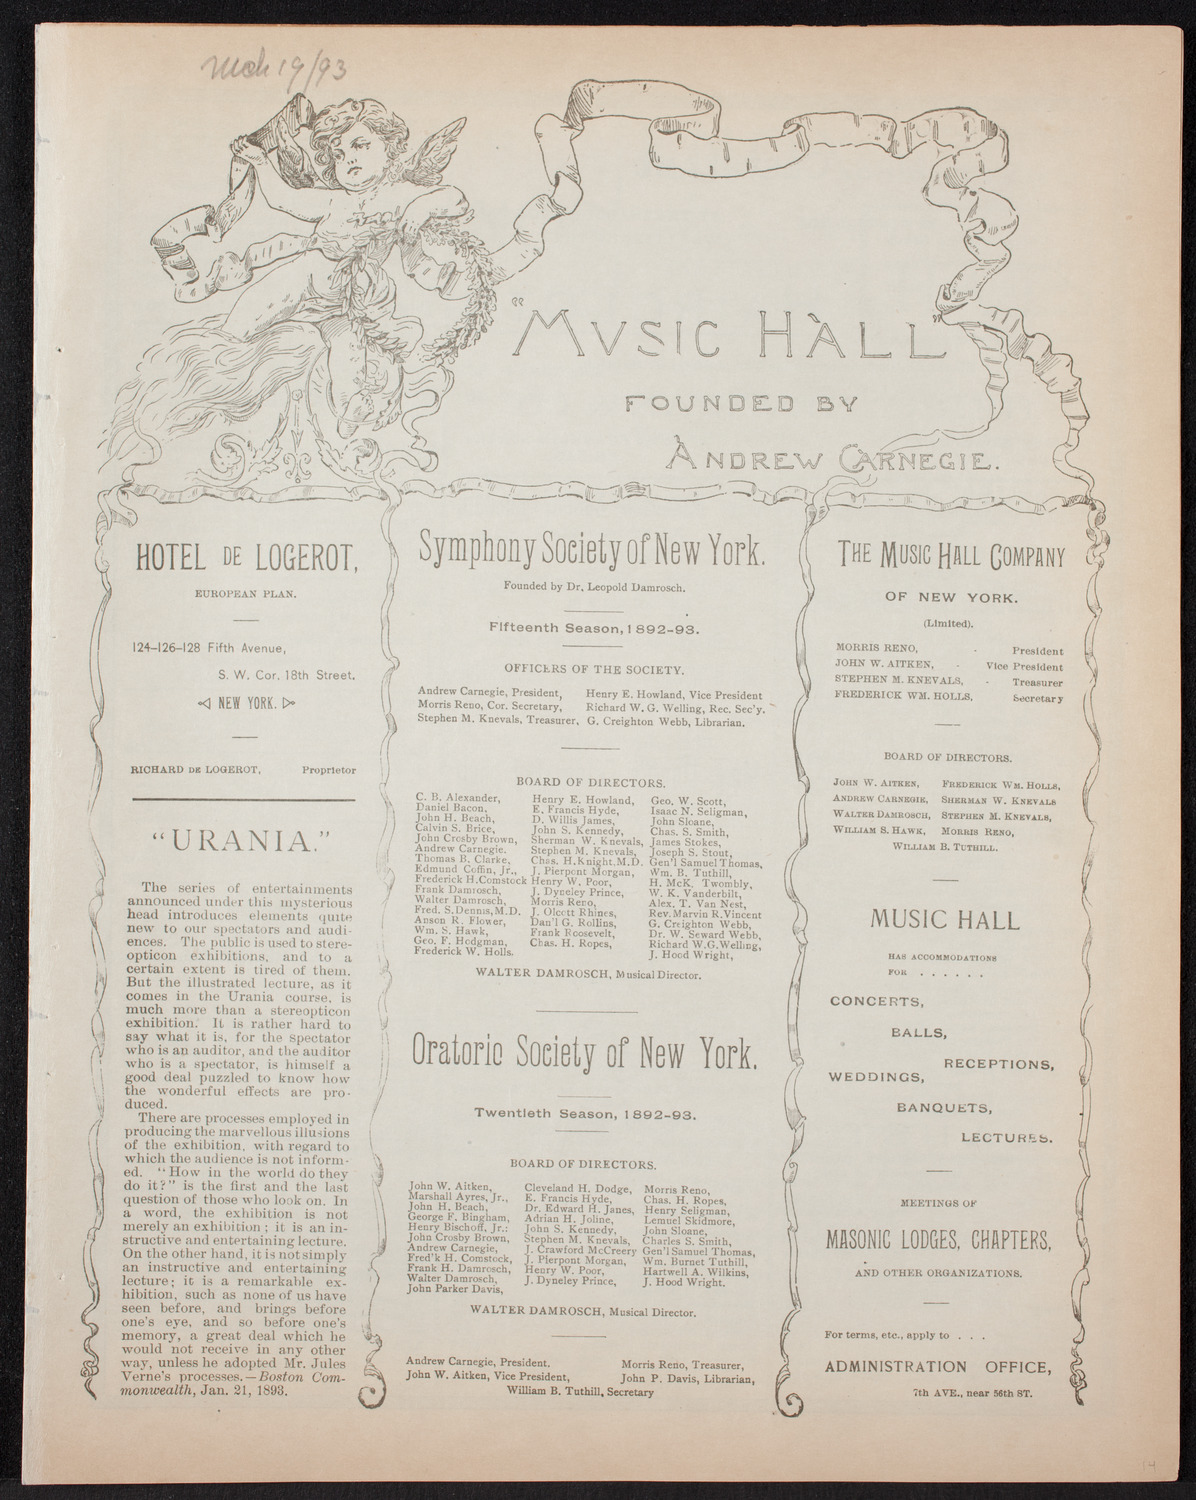 Mch 19/93
"MVSIC HALL"
FOUNDED BY
ANDREW CARNEGIE.
HOTEL DE LOGEROT,
EUROPEAN PLAN.
124–126–128 Fifth Avenue,
S. W. Cor. 18th Street,
NEW YORK.
RICHARD DE LOGEROT, Proprietor
"URANIA."
The series of entertainments
announced under this mysterious
head introduces elements quite
new to our spectators and audi-
ences. The public is used to stere-
opticon exhibitions, and to a
certain extent is tired of them.
But the illustrated lecture, as it
comes in the Urania course, is
much more than a stereopticon
exhibition. It is rather hard to
say what it is, for the spectator
who is an auditor, and the auditor
who is a spectator, is himself a
good deal puzzled to know how
the wonderful effects are pro-
duced.
There are processes employed in
producing the marvellous illusions
of the exhibition, with regard to
which the audience is not inform-
ed. "How in the world do they
do it?" is the first and the last
question of those who look on. In
a word, the exhibition is not
merely an exhibition; it is an in-
structive and entertaining lecture.
On the other hand, it is not simply
an instructive and entertaining
lecture; it is a remarkable ex-
hibition, such as none of us have
seen before, and brings before
one's eye, and so before one's
memory, a great deal which he
would not receive in any other
way, unless he adopted Mr. Jules
Verne's processes.—Boston Com-
monwealth, Jan. 21, 1893.
Symphony Society of New York.
Founded by Dr. Leopold Damrosch.
Fifteenth Season, 1892-93.
OFFICERS OF THE SOCIETY.
Andrew Carnegie, President, Henry E. Howland, Vice President
Morris Reno, Cor. Secretary, Richard W. G. Welling, Rec. Sec'y.
Stephen M. Knevals, Treasurer, G. Creighton Webb, Librarian.
BOARD OF DIRECTORS.
C. B. Alexander, Henry E. Howland, Geo. W. Scott,
Daniel Bacon, E. Francis Hyde, Isaac N. Seligman,
John H. Beach, D. Willis James, John Sloane,
Calvin S. Brice, John S. Kennedy, Chas. S. Smith,
John Crosby Brown, Sherman W. Knevals, James Stokes,
Andrew Carnegie. Stephen M. Knevals, Joseph S. Stout,
Thomas B. Clarke, Chas. H. Knight, M.D. Gen'l Samuel Thomas,
Edmund Coffin, Jr., J. Pierpont Morgan, Wm. B. Tuthill,
Frederick H. Comstock Henry W. Poor, H. McK. Twombly,
Frank Damrosch, J. Dyneley Prince, W. K. Vanderbilt,
Walter Damrosch, Morris Reno, Alex. T. Van Nest,
Fred. S. Dennis, M.D. J. Olcott Rhines, Rev. Marvin R. Vincent
Anson R. Flower, Dan'l G. Rollins, G. Creighton Webb,
Wm. S. Hawk, Frank Roosevelt, Dr. W. Seward Webb,
Geo. F. Hodgman, Chas. H. Ropes, Richard W. G. Welling,
Frederick W. Holls. J. Hood Wright,
WALTER DAMROSCH, Musical Director.
Oratorio Society of New York.
Twentieth Season, 1892-93.
BOARD OF DIRECTORS.
John W. Aitken, Cleveland H. Dodge, Morris Reno,
Marshall Ayres, Jr., E. Francis Hyde, Chas. H. Ropes,
John H. Beach, Dr. Edward H. Janes, Henry Seligman,
George F. Bingham, Adrian H. Joline, Lemuel Skidmore,
Henry Bischoff, Jr.: John S. Kennedy, John Sloane,
John Crosby Brown, Stephen M. Knevals, Charles S. Smith,
Andrew Carnegie, J. Crawford McCreery Gen'l Samuel Thomas,
Fred'k H. Comstock, J. Pierpont Morgan, Wm. Burnet Tuthill,
Frank H. Damrosch, Henry W. Poor, Hartwell A. Wilkins,
Walter Damrosch, J. Dyneley Prince, J. Hood Wright.
John Parker Davis,
WALTER DAMROSCH, Musical Director.
Andrew Carnegie, President. Morris Reno, Treasurer,
John W. Aitken, Vice President, John P. Davis, Librarian,
William B. Tuthill, Secretary
THE MUSIC HALL COMPANY
OF NEW YORK.
(Limited).
MORRIS RENO, - President
JOHN W. AITKEN, - Vice President
STEPHEN M. KNEVALS, - Treasurer
FREDERICK WM. HOLLS, Secretary
BOARD OF DIRECTORS.
JOHN W. AITKEN, FREDERICK WM. HOLLS,
ANDREW CARNEGIE, SHERMAN W. KNEVALS
WALTER DAMROSCH, STEPHEN M. KNEVALS,
WILLIAM S. HAWK, MORRIS RENO,
WILLIAM B. TUTHILL.
MUSIC HALL
HAS ACCOMMODATIONS
FOR . . . . . .
CONCERTS,
BALLS,
RECEPTIONS,
WEDDINGS,
BANQUETS,
LECTURES.
MEETINGS OF
MASONIC LODGES, CHAPTERS,
AND OTHER ORGANIZATIONS.
For terms, etc., apply to . . .
ADMINISTRATION OFFICE,
7th AVE., near 56th ST.
14